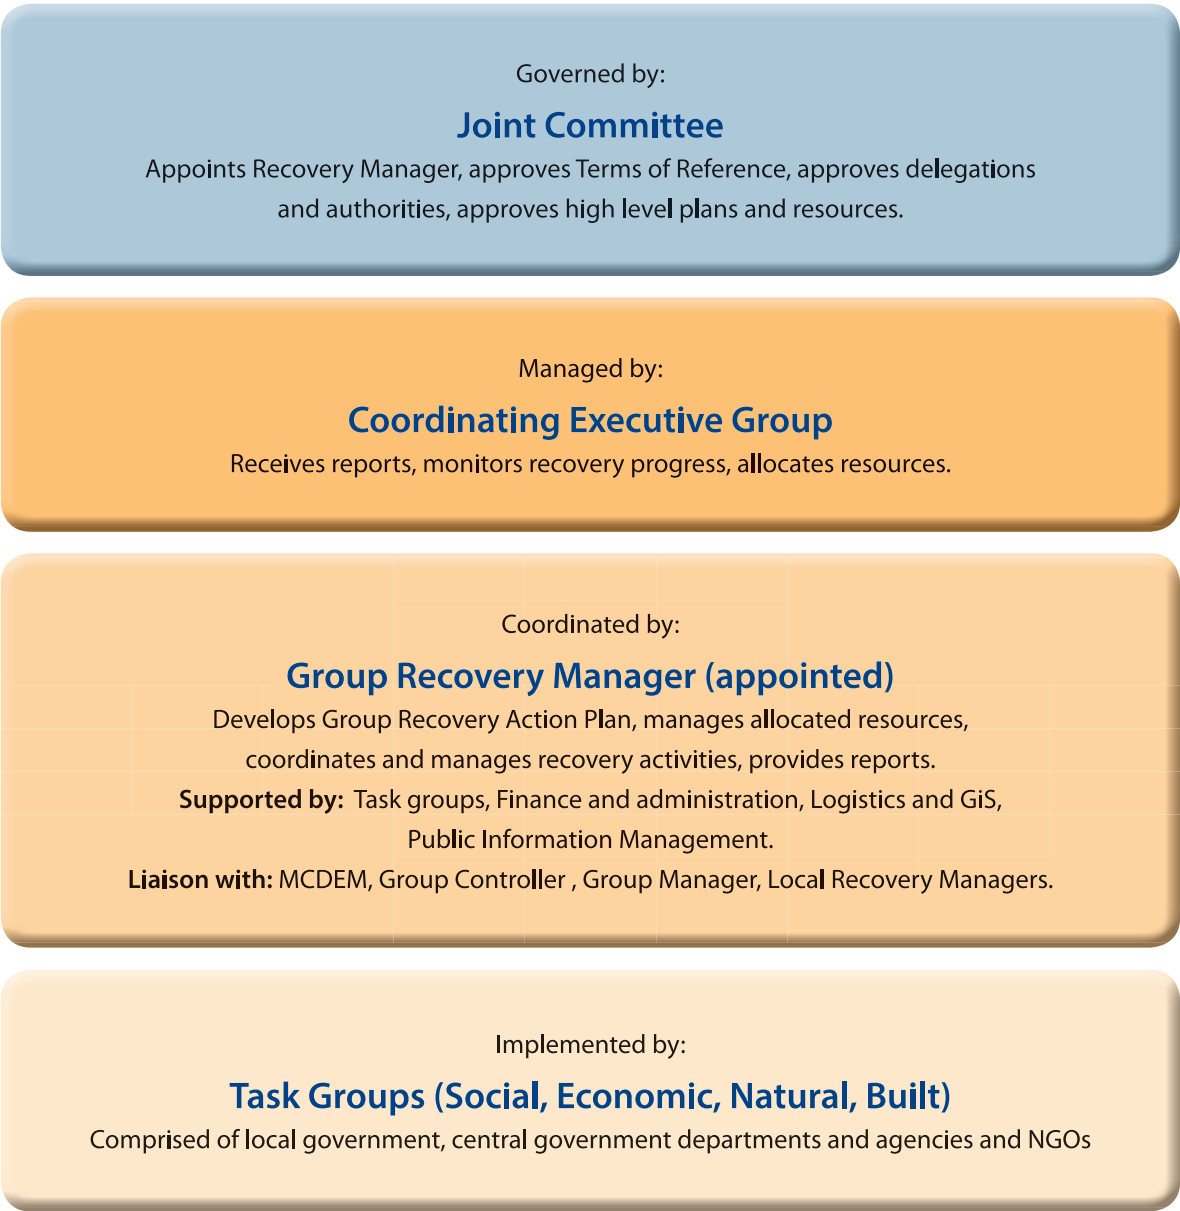 Governed by:
Joint Committee
Appoints Recovery Manager, approves Terms of Reference, approves delegations
and authorities, approves high level plans and resources.
Managed by:
Coordinating Executive Group
Receives reports, monitors recovery progress, allocates resources.
Coordinated by:
Group Recovery Manager (appointed)
Develops Group Recovery Action Plan, manages allocated resources,
coordinates and manages recovery activities, provides reports.
Supported by: Task groups, Finance and administration, Logistics and GiS,
Public Information Management.
Liaison with: MCDEM, Group Controller , Group Manager, Local Recovery Managers.
Implemented by:
Task Groups (Social, Economic, Natural, Built)
Comprised of local government, central government departments and agencies and NGOs